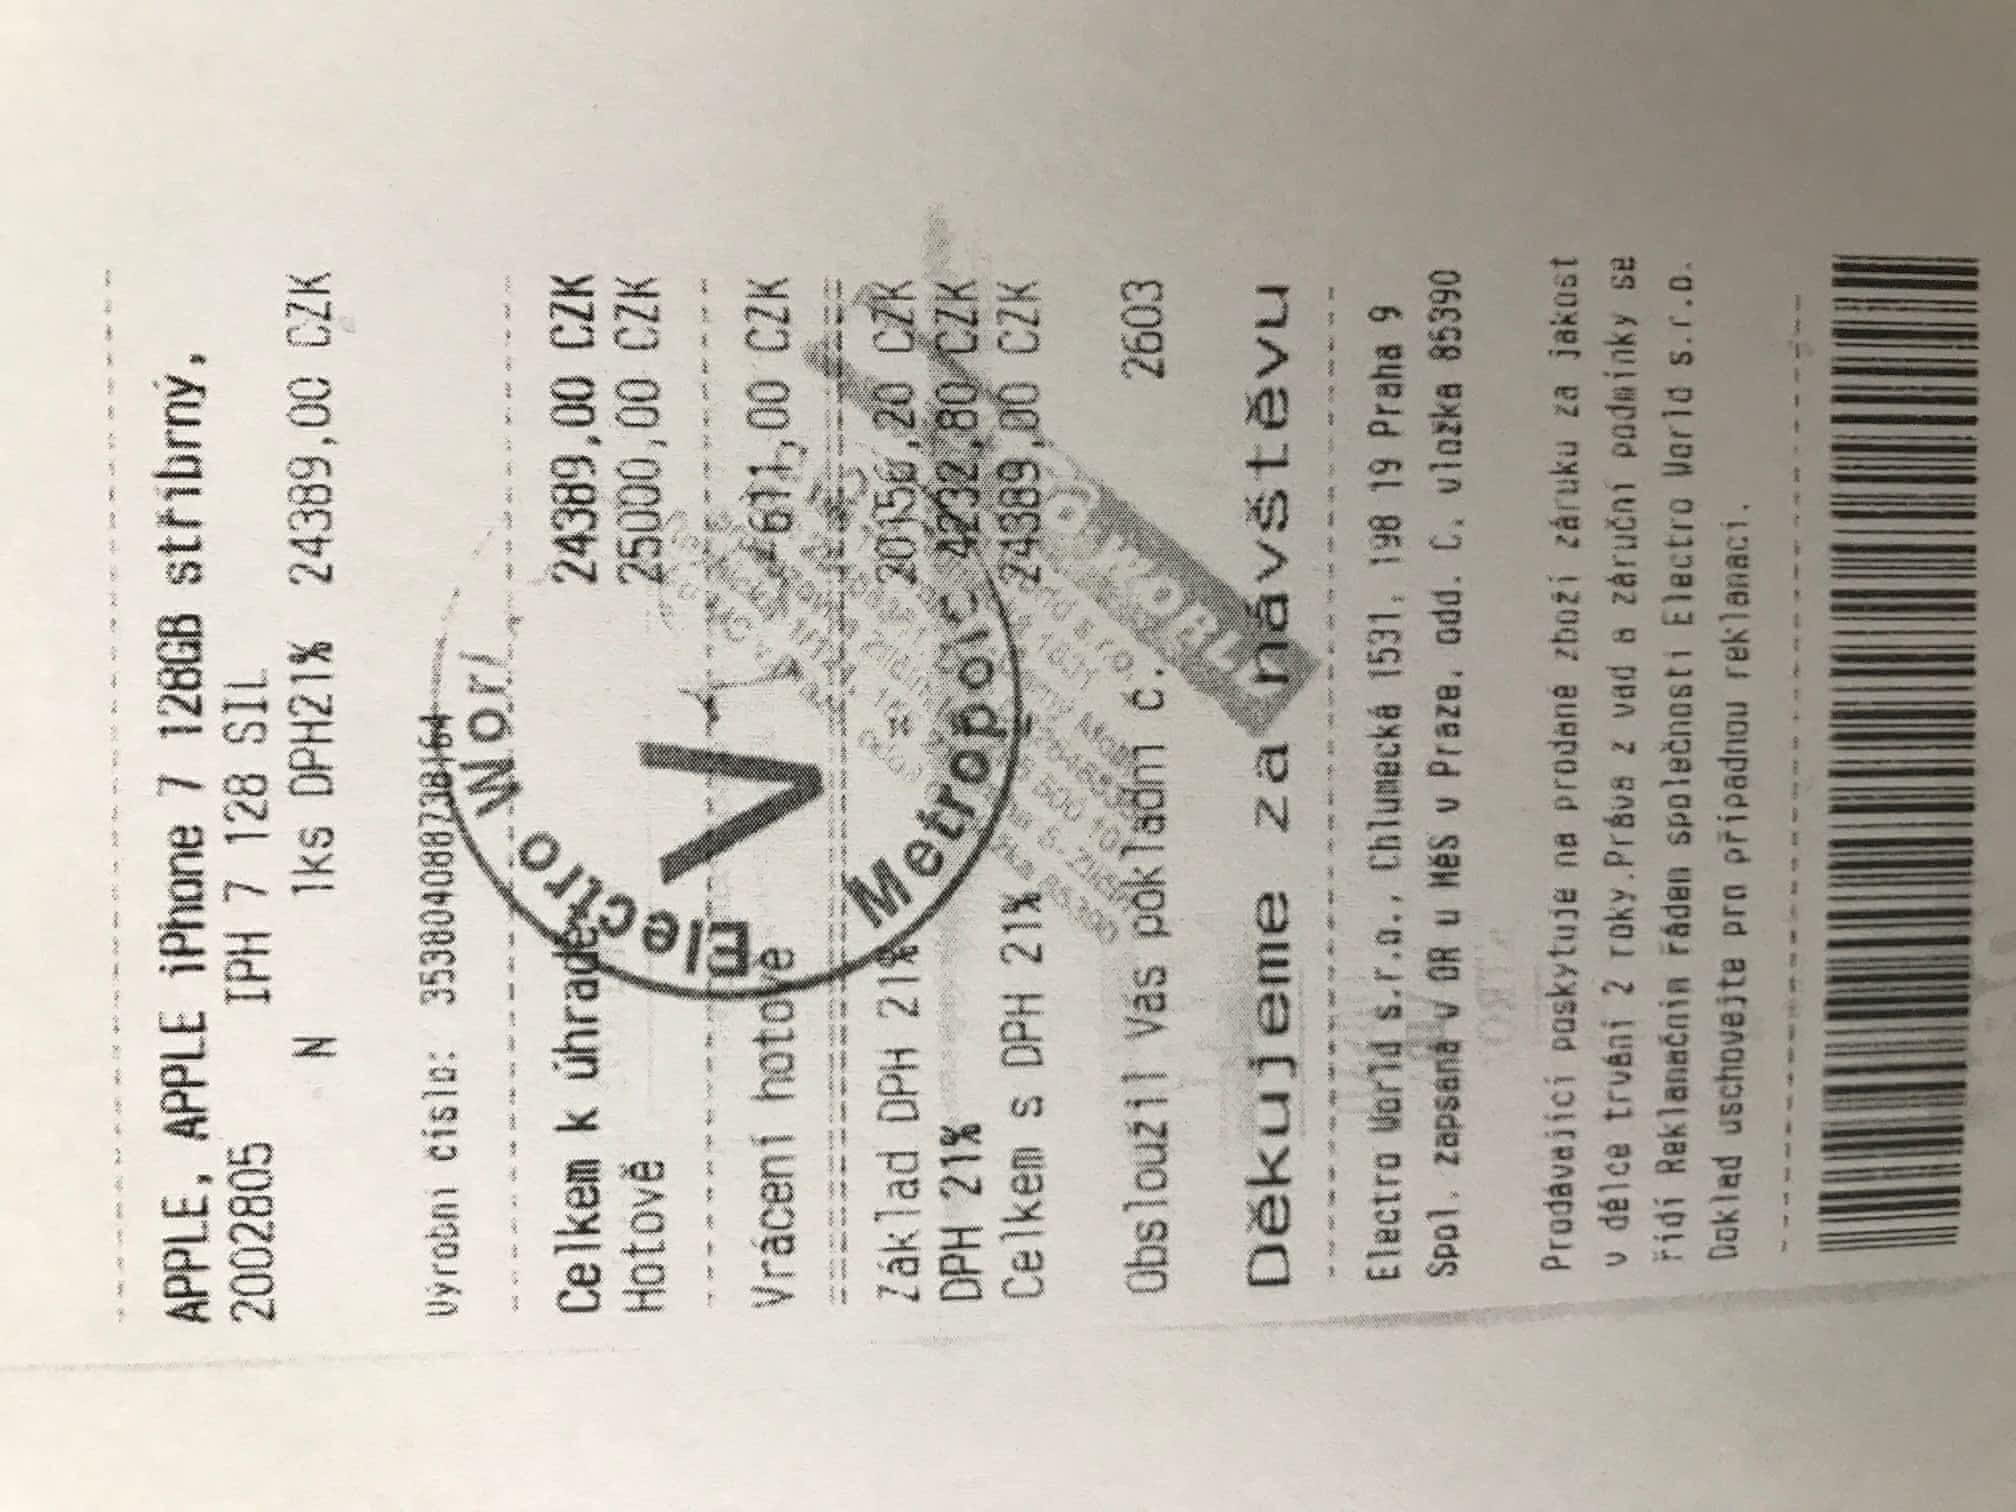 APPLE, APPLE iPhone 7 128GB stříbrný,
2002805 IPH 7 128 SIL
N 1ks DPH21% 24389,00 CZK
Výrobní číslo: 353804088738164
Celkem k úhradě 24389,00 CZK
Hotově 25000,00 CZK
Vrácení hotově 611,00 CZK
Základ DPH 21% 20156,20 CZK
DPH 21% 4232,80 CZK
Celkem s DPH 21% 24389,00 CZK
Electro World
V
Metropole
WORLD
Obsloužil Vás pokladní č. 2603
Děkujeme za návštěvu
Electro World s.r.o., Chlumecká 1531, 198 19 Praha 9
Spol. zapsaná v OR u MěS v Praze, odd. C, vložka 85390
Prodávající poskytuje na prodané zboží záruku za jakost
v délce trvání 2 roky.Práva z vad a záruční podmínky se
řídí Reklamačním řádem společnosti Electro World s.r.o.
Doklad uschovejte pro případnou reklamaci.